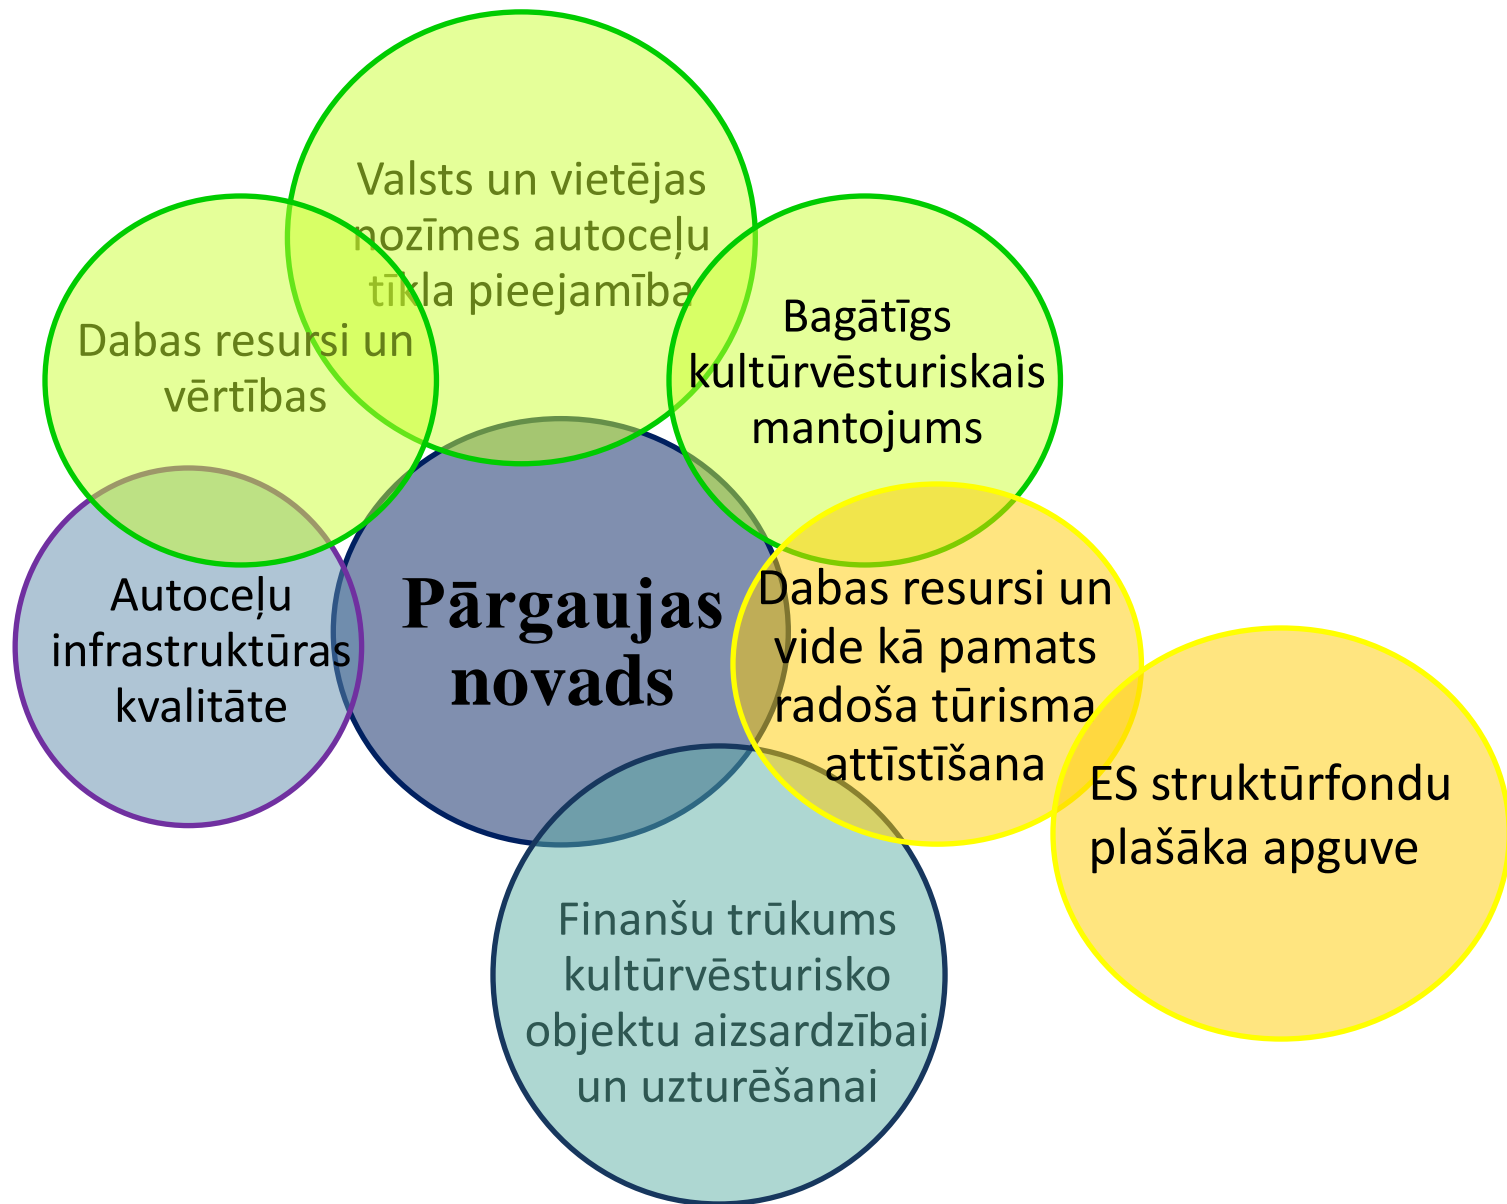 Valsts un vietējas
nozīmes autoceļu
tīkla pieejamība
Dabas resursi un
vērtības
Bagātīgs
kultūrvēsturiskais
mantojums
Autoceļu
infrastruktūras
kvalitāte
Pārgaujas
novads
Dabas resursi un
vide kā pamats
radoša tūrisma
attīstīšana
ES struktūrfondu
plašāka apguve
Finanšu trūkums
kultūrvēsturisko
objektu aizsardzībai
un uzturēšanai